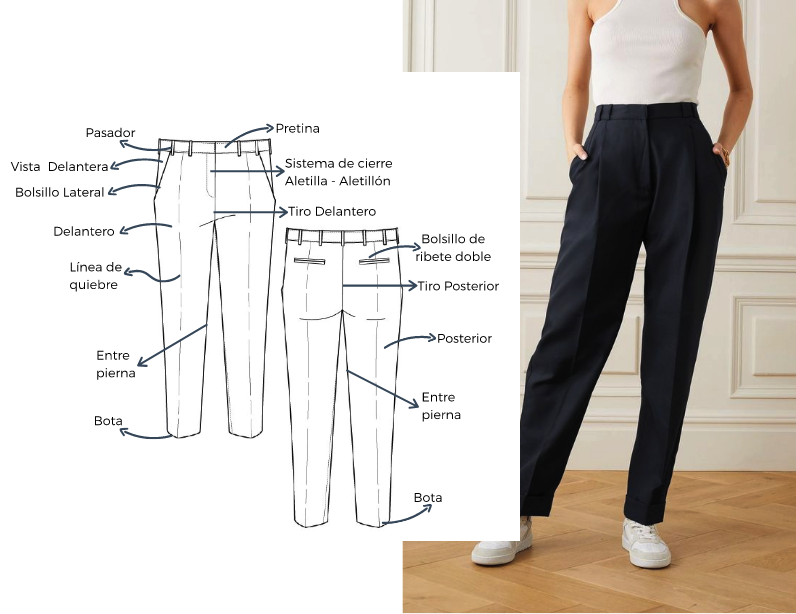 Pasador
Pretina
Vista Delantera
Sistema de cierre
Aletilla - Aletillón
Bolsillo Lateral
Tiro Delantero
Delantero
Bolsillo de
ribete doble
Línea de
quiebre
Tiro Posterior
Posterior
Entre
pierna
Entre
pierna
Bota
Bota